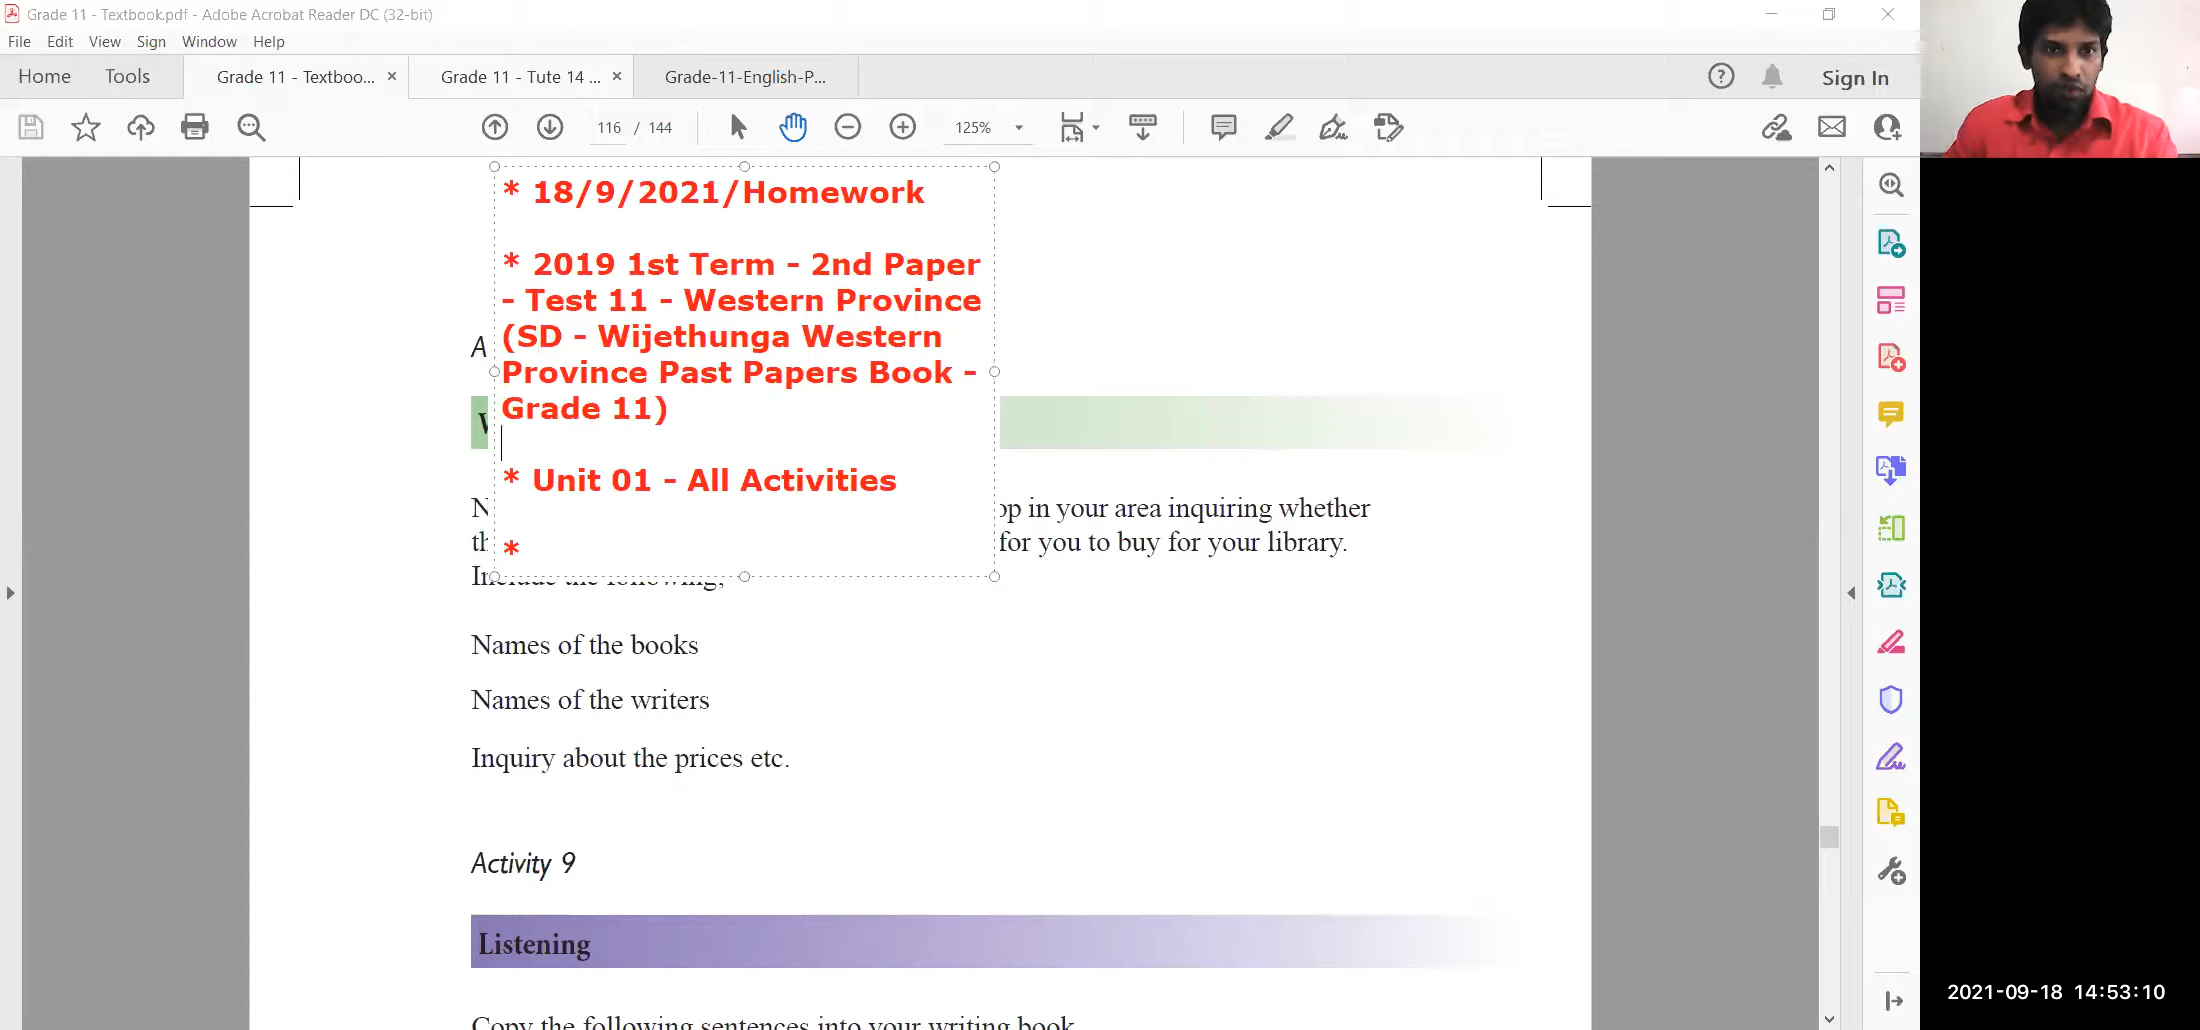 Grade 11 - Textbook.pdf - Adobe Acrobat Reader DC (32-bit)
File Edit View Sign Window Help
Home Tools Grade 11 - Textboo... × Grade 11 - Tute 14 ... × Grade-11-English-P... Sign In
116 / 144 125%
* 18/9/2021/Homework
* 2019 1st Term - 2nd Paper
- Test 11 - Western Province
(SD - Wijethunga Western
Province Past Papers Book -
Grade 11)
* Unit 01 - All Activities
*
in your area inquiring whether
for you to buy for your library.
Include the following;
Names of the books
Names of the writers
Inquiry about the prices etc.
Activity 9
Listening
Copy the following sentences into your writing book
2021-09-18 14:53:10